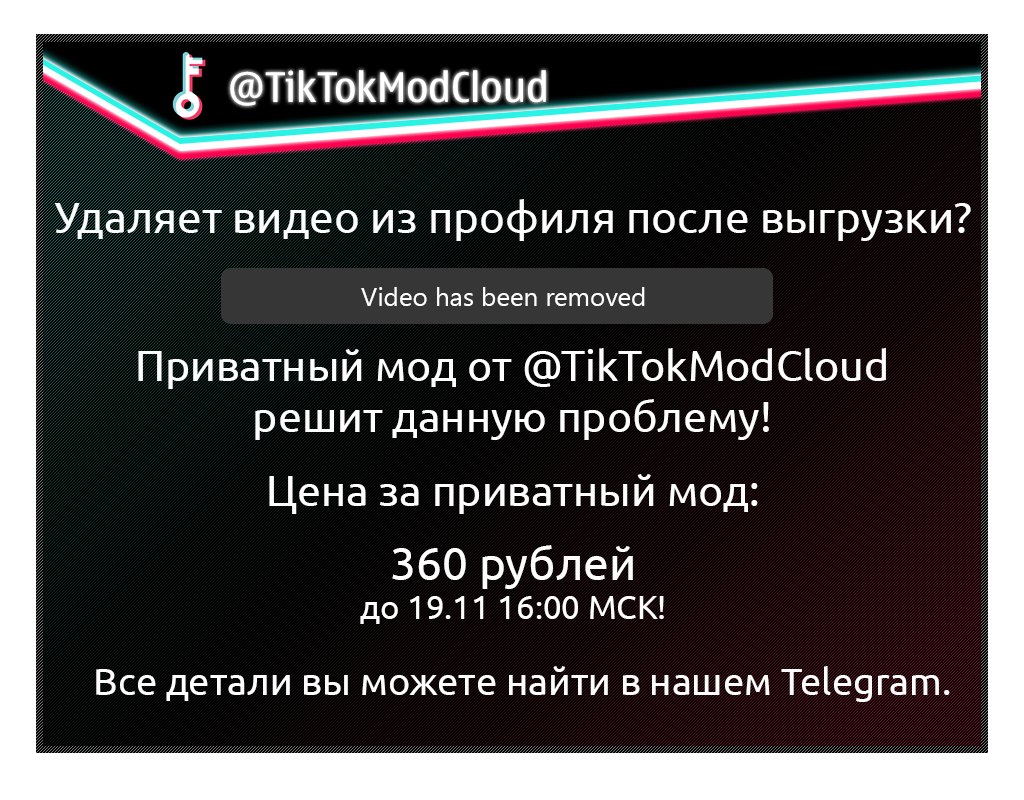 @TikTokModCloud
Удаляет видео из профиля после выгрузки?
Video has been removed
Приватный мод от @TikTokModCloud
решит данную проблему!
Цена за приватный мод:
360 рублей
до 19.11 16:00 МСК!
Все детали вы можете найти в нашем Telegram.